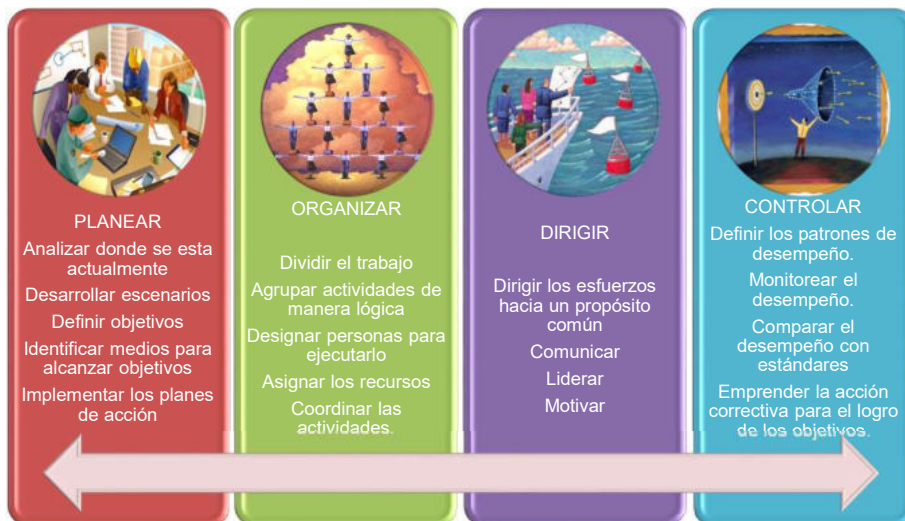 PLANEAR
Analizar donde se esta
actualmente
Desarrollar escenarios
Definir objetivos
Identificar medios para
alcanzar objetivos
Implementar los planes
de acción
ORGANIZAR
Dividir el trabajo
Agrupar actividades de
manera lógica
Designar personas para
ejecutarlo
Asignar los recursos
Coordinar las
actividades.
DIRIGIR
Dirigir los esfuerzos
hacia un propósito
común
Comunicar
Liderar
Motivar
CONTROLAR
Definir los patrones de
desempeño.
Monitorear el
desempeño.
Comparar el
desempeño con
estándares
Emprender la acción
correctiva para el logro
de los objetivos.